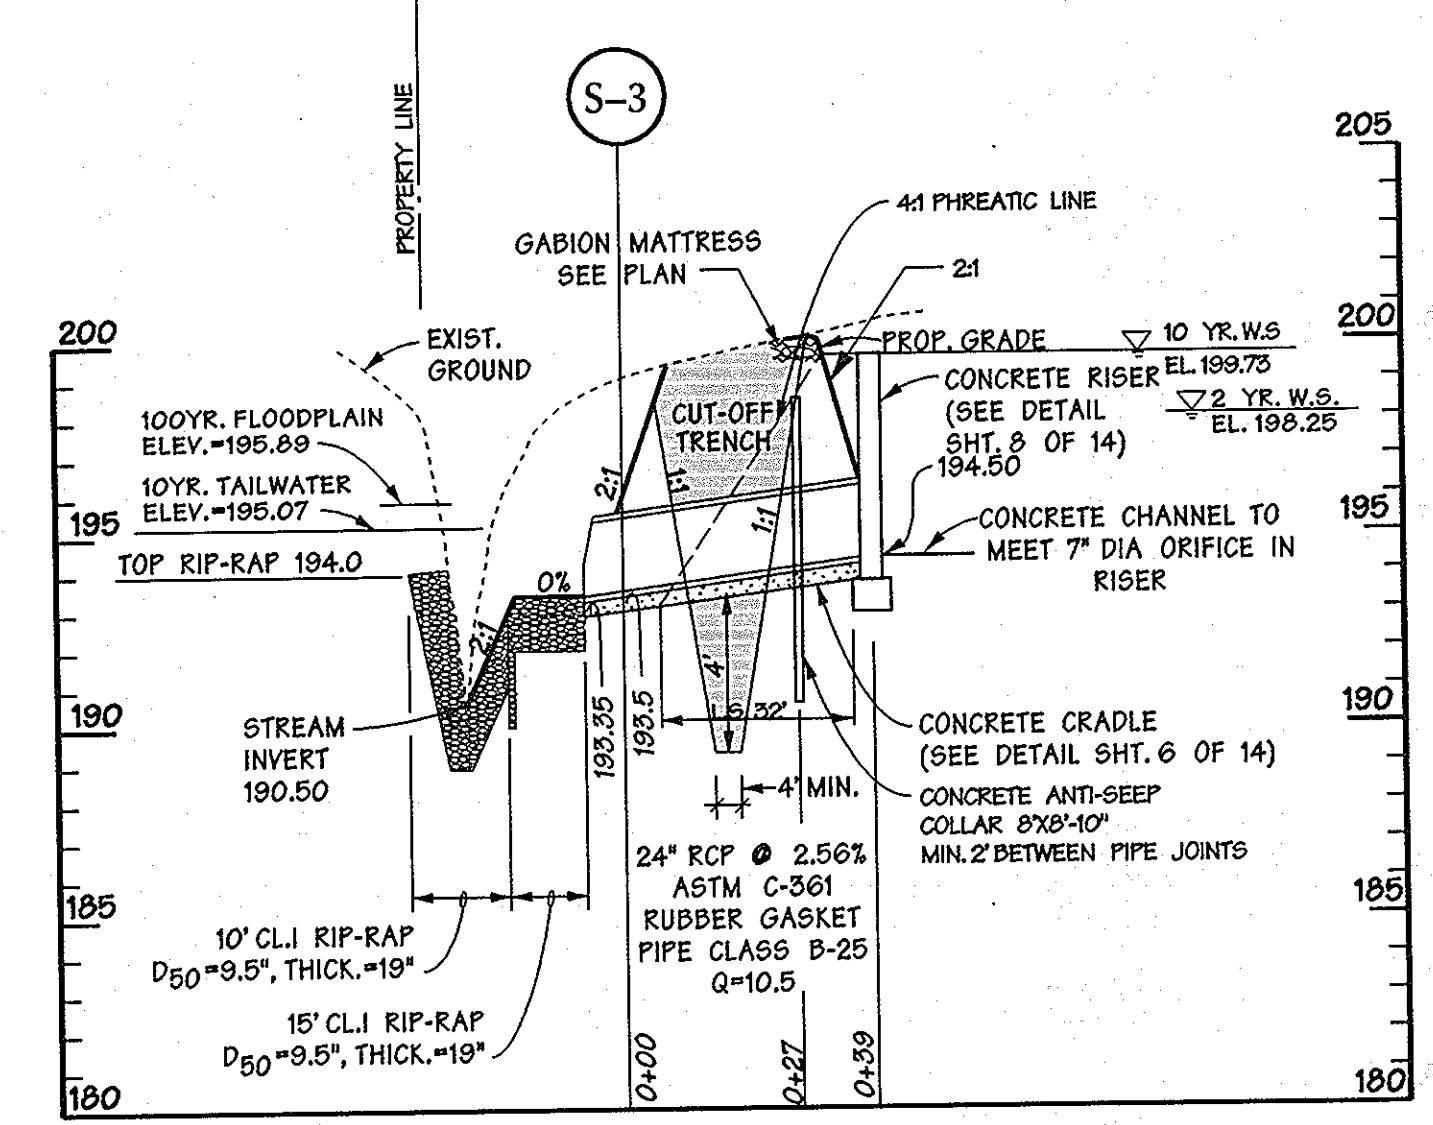 PROPERTY LINE
S-3
205
4:1 PHREATIC LINE
GABION MATTRESS
SEE PLAN
2:1
200
EXIST.
GROUND
PROP. GRADE
10 YR. W.S
EL. 199.73
200
CONCRETE RISER
(SEE DETAIL
SHT. 8 OF 14)
2 YR. W.S.
EL. 198.25
100YR. FLOODPLAIN
ELEV.=195.89
CUT-OFF
TRENCH
194.50
10YR. TAILWATER
ELEV.=195.07
2:1
1:1
1:1
195
195
CONCRETE CHANNEL TO
MEET 7" DIA ORIFICE IN
RISER
TOP RIP-RAP 194.0
0%
2:1
4'
L.S. 32'
193.35
193.5
190
190
STREAM
INVERT
190.50
CONCRETE CRADLE
(SEE DETAIL SHT. 6 OF 14)
4' MIN.
CONCRETE ANTI-SEEP
COLLAR 8'X8'-10"
MIN. 2' BETWEEN PIPE JOINTS
24" RCP @ 2.56%
ASTM C-361
RUBBER GASKET
PIPE CLASS B-25
Q=10.5
185
185
10' CL.I RIP-RAP
D50=9.5", THICK.=19"
15' CL.I RIP-RAP
D50=9.5", THICK.=19"
0+00
0+27
0+39
180
180